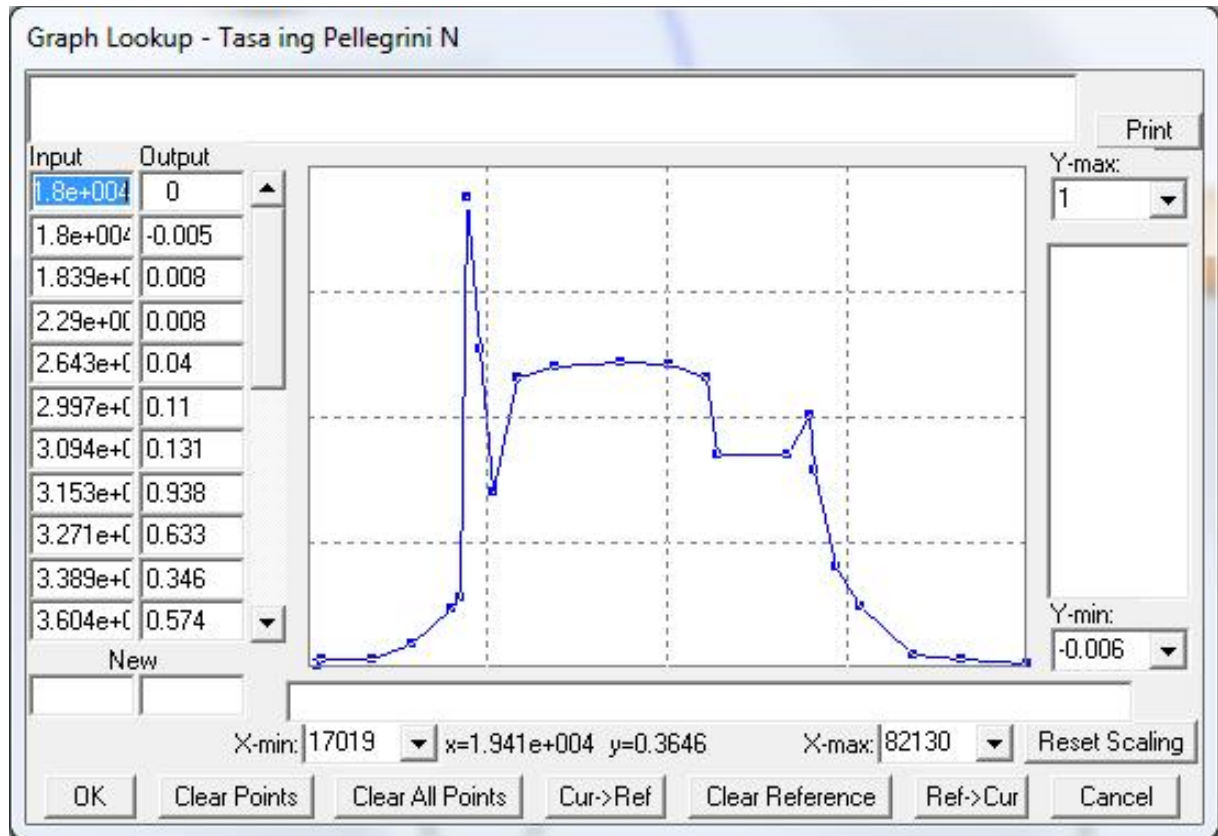 Graph Lookup - Tasa ing Pellegrini N
Print
Input Output
1.8e+004 0
1.8e+004 -0.005
1.839e+0 0.008
2.29e+00 0.008
2.643e+0 0.04
2.997e+0 0.11
3.094e+0 0.131
3.153e+0 0.938
3.271e+0 0.633
3.389e+0 0.346
3.604e+0 0.574
New
Y-max:
1
Y-min:
-0.006
X-min: 17019 x=1.941e+004 y=0.3646 X-max: 82130 Reset Scaling
OK Clear Points Clear All Points Cur->Ref Clear Reference Ref->Cur Cancel